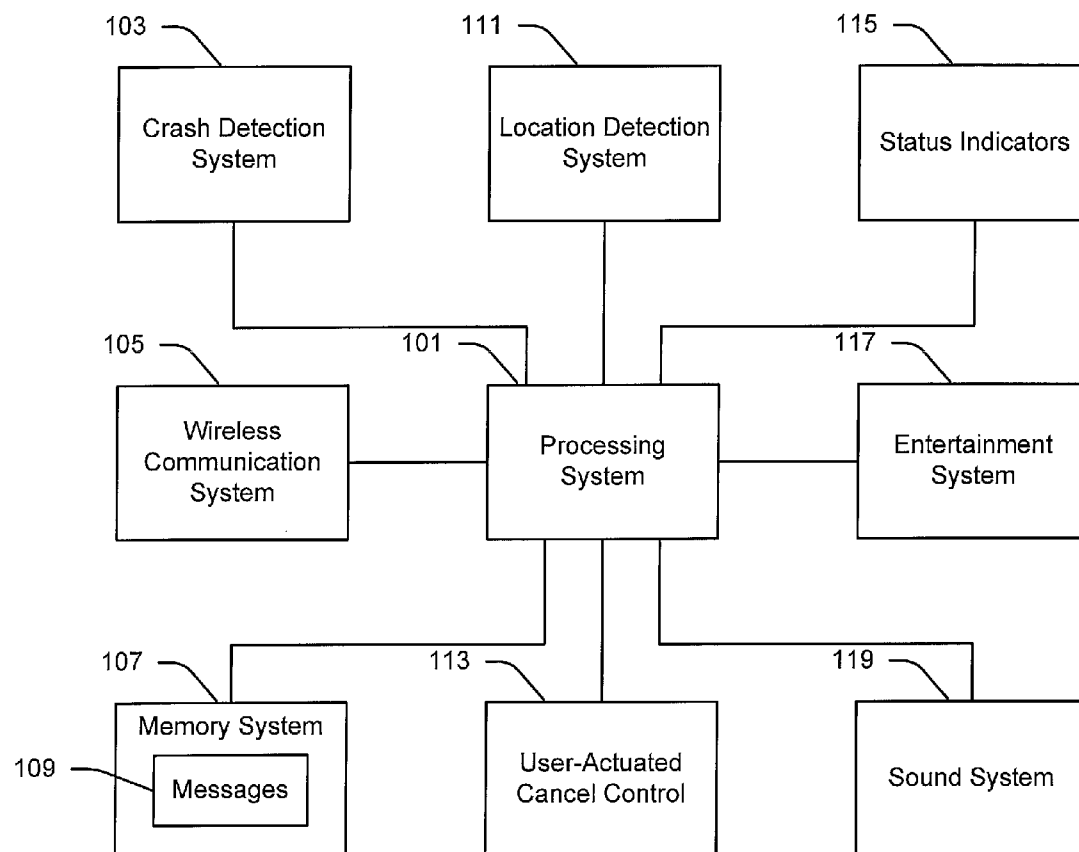 103
111
115
Crash Detection
System
Location Detection
System
Status Indicators
105
101
117
Wireless
Communication
System
Processing
System
Entertainment
System
107
113
119
Memory System
109
Messages
User-Actuated
Cancel Control
Sound System